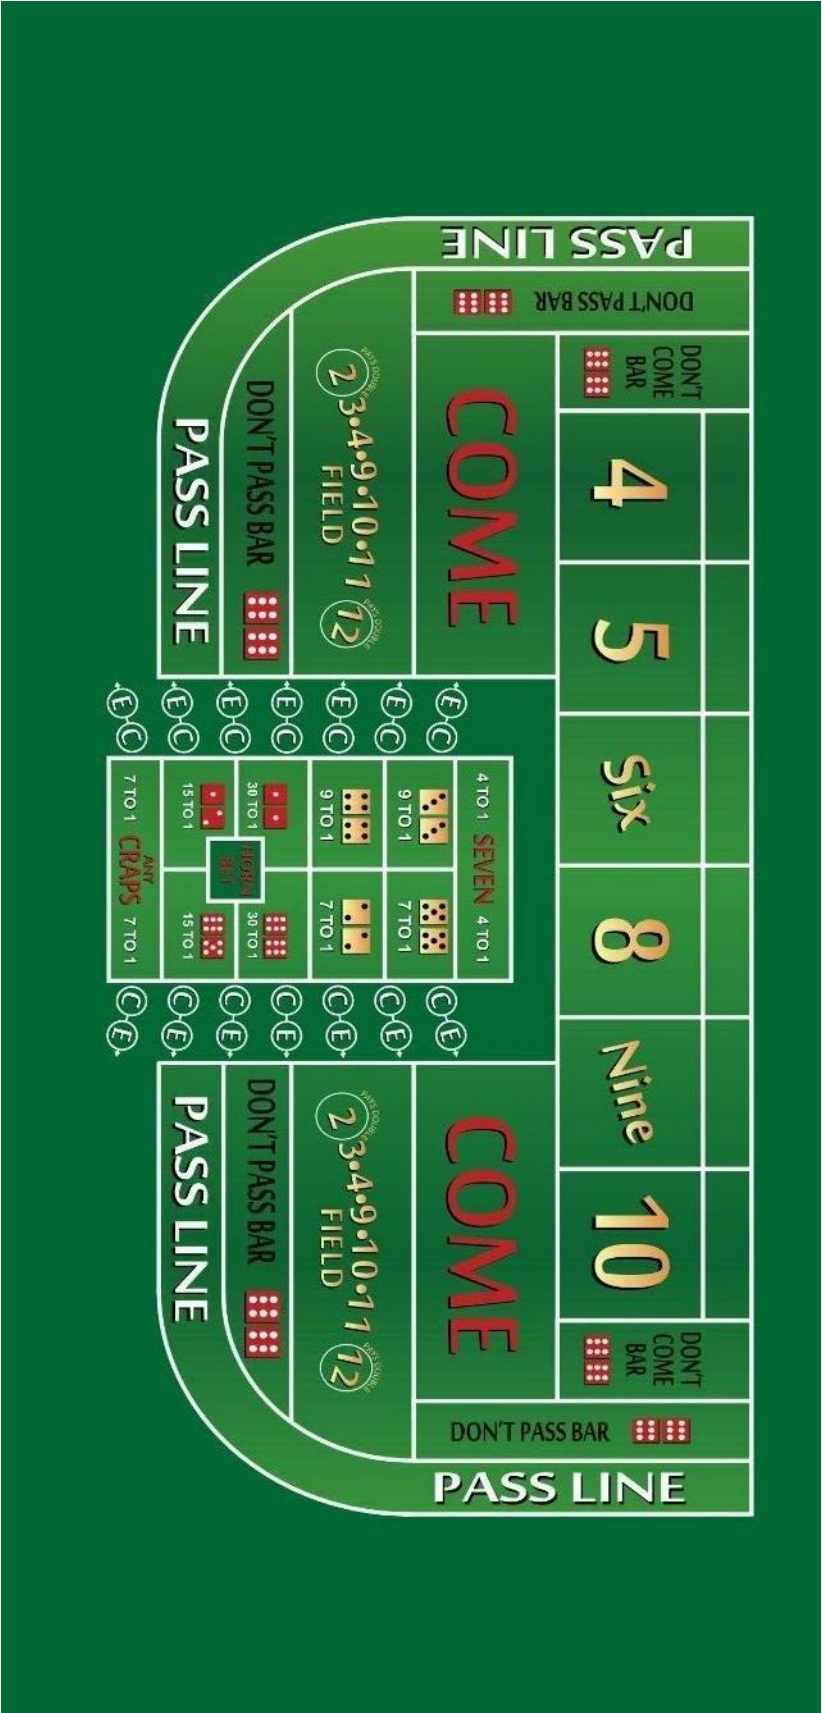 PASS LINE
DON'T PASS BAR
DON'T
COME
BAR
4
5
Six
8
Nine
10
DON'T
COME
BAR
COME
PAYS DOUBLE
2 3•4•9•10•11 12
PAYS DOUBLE
FIELD
DON'T PASS BAR
PASS LINE
E C
E C
E C
E C
E C
E C
E C
4 TO 1 SEVEN 4 TO 1
9 TO 1
7 TO 1
9 TO 1
7 TO 1
30 TO 1
30 TO 1
HORN
BET
15 TO 1
15 TO 1
ANY
7 TO 1 CRAPS 7 TO 1
C E
C E
C E
C E
C E
C E
C E
COME
PAYS DOUBLE
2 3•4•9•10•11 12
PAYS DOUBLE
FIELD
DON'T PASS BAR
PASS LINE
DON'T PASS BAR
PASS LINE